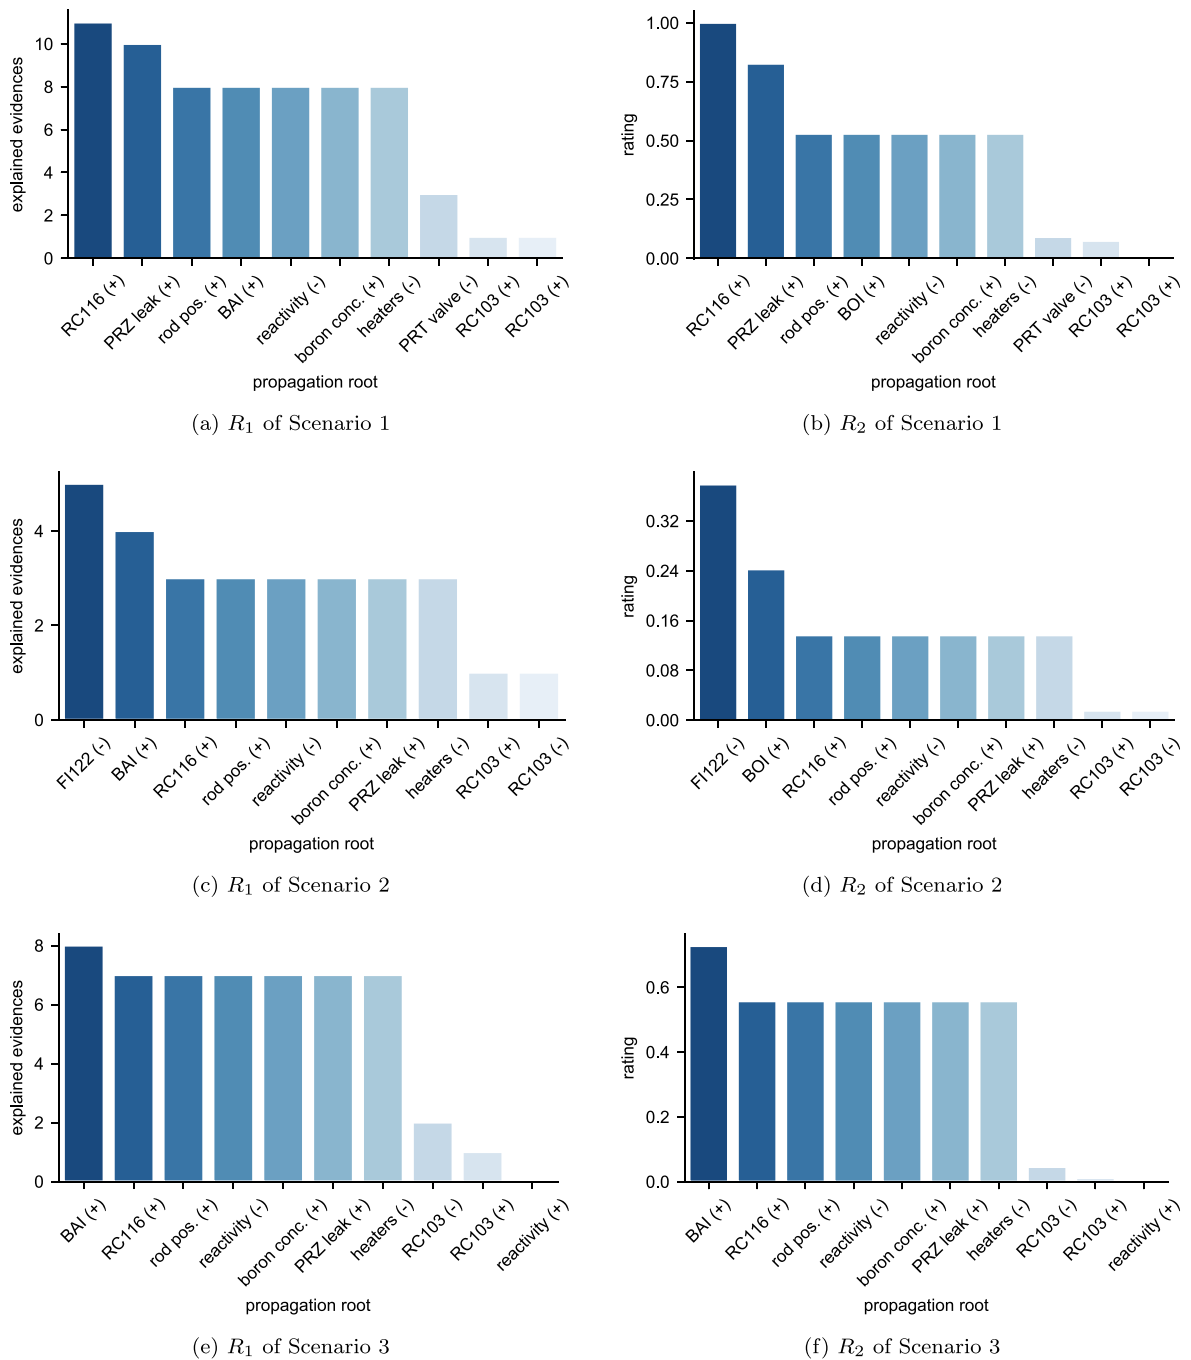 explained evidences
10
8
6
4
2
0
RC116 (+)
PRZ leak (+)
rod pos. (+)
BAI (+)
reactivity (-)
boron conc. (+)
heaters (-)
PRT valve (-)
RC103 (+)
RC103 (+)
propagation root
(a) R1 of Scenario 1
rating
1.00
0.75
0.50
0.25
0.00
RC116 (+)
PRZ leak (+)
rod pos. (+)
BOI (+)
reactivity (-)
boron conc. (+)
heaters (-)
PRT valve (-)
RC103 (+)
RC103 (+)
propagation root
(b) R2 of Scenario 1
explained evidences
4
2
0
FI122 (-)
BAI (+)
RC116 (+)
rod pos. (+)
reactivity (-)
boron conc. (+)
PRZ leak (+)
heaters (-)
RC103 (+)
RC103 (-)
propagation root
(c) R1 of Scenario 2
rating
0.32
0.24
0.16
0.08
0.00
FI122 (-)
BOI (+)
RC116 (+)
rod pos. (+)
reactivity (-)
boron conc. (+)
PRZ leak (+)
heaters (-)
RC103 (+)
RC103 (-)
propagation root
(d) R2 of Scenario 2
explained evidences
8
6
4
2
0
BAI (+)
RC116 (+)
rod pos. (+)
reactivity (-)
boron conc. (+)
PRZ leak (+)
heaters (-)
RC103 (-)
RC103 (+)
reactivity (+)
propagation root
(e) R1 of Scenario 3
rating
0.6
0.4
0.2
0.0
BAI (+)
RC116 (+)
rod pos. (+)
reactivity (-)
boron conc. (+)
PRZ leak (+)
heaters (-)
RC103 (-)
RC103 (+)
reactivity (+)
propagation root
(f) R2 of Scenario 3